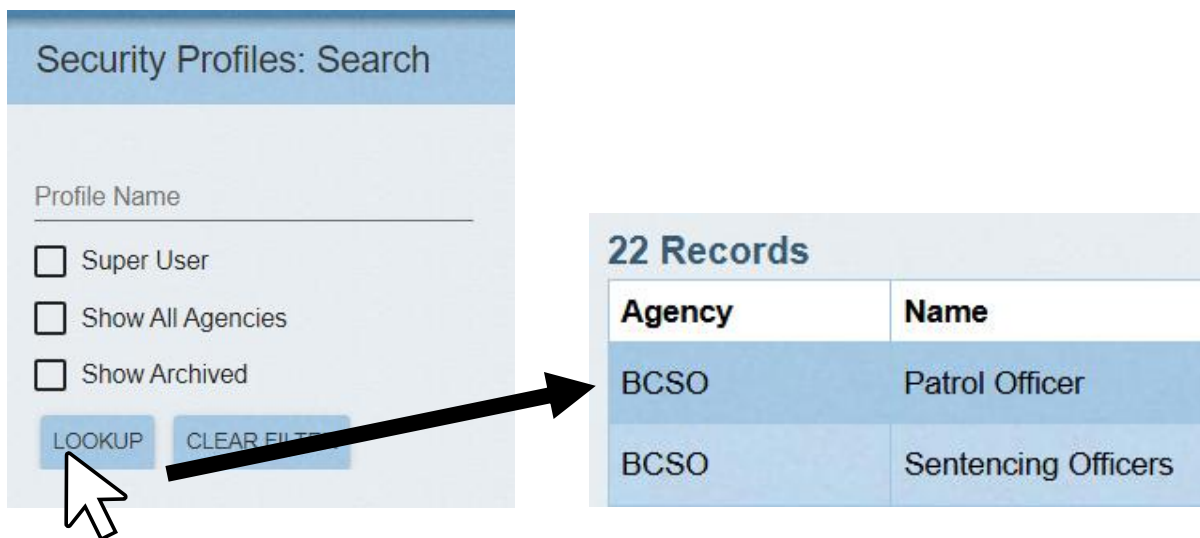 Security Profiles: Search
Profile Name
Super User
Show All Agencies
Show Archived
LOOKUP CLEAR
22 Records
Agency Name
BCSO Patrol Officer
BCSO Sentencing Officers